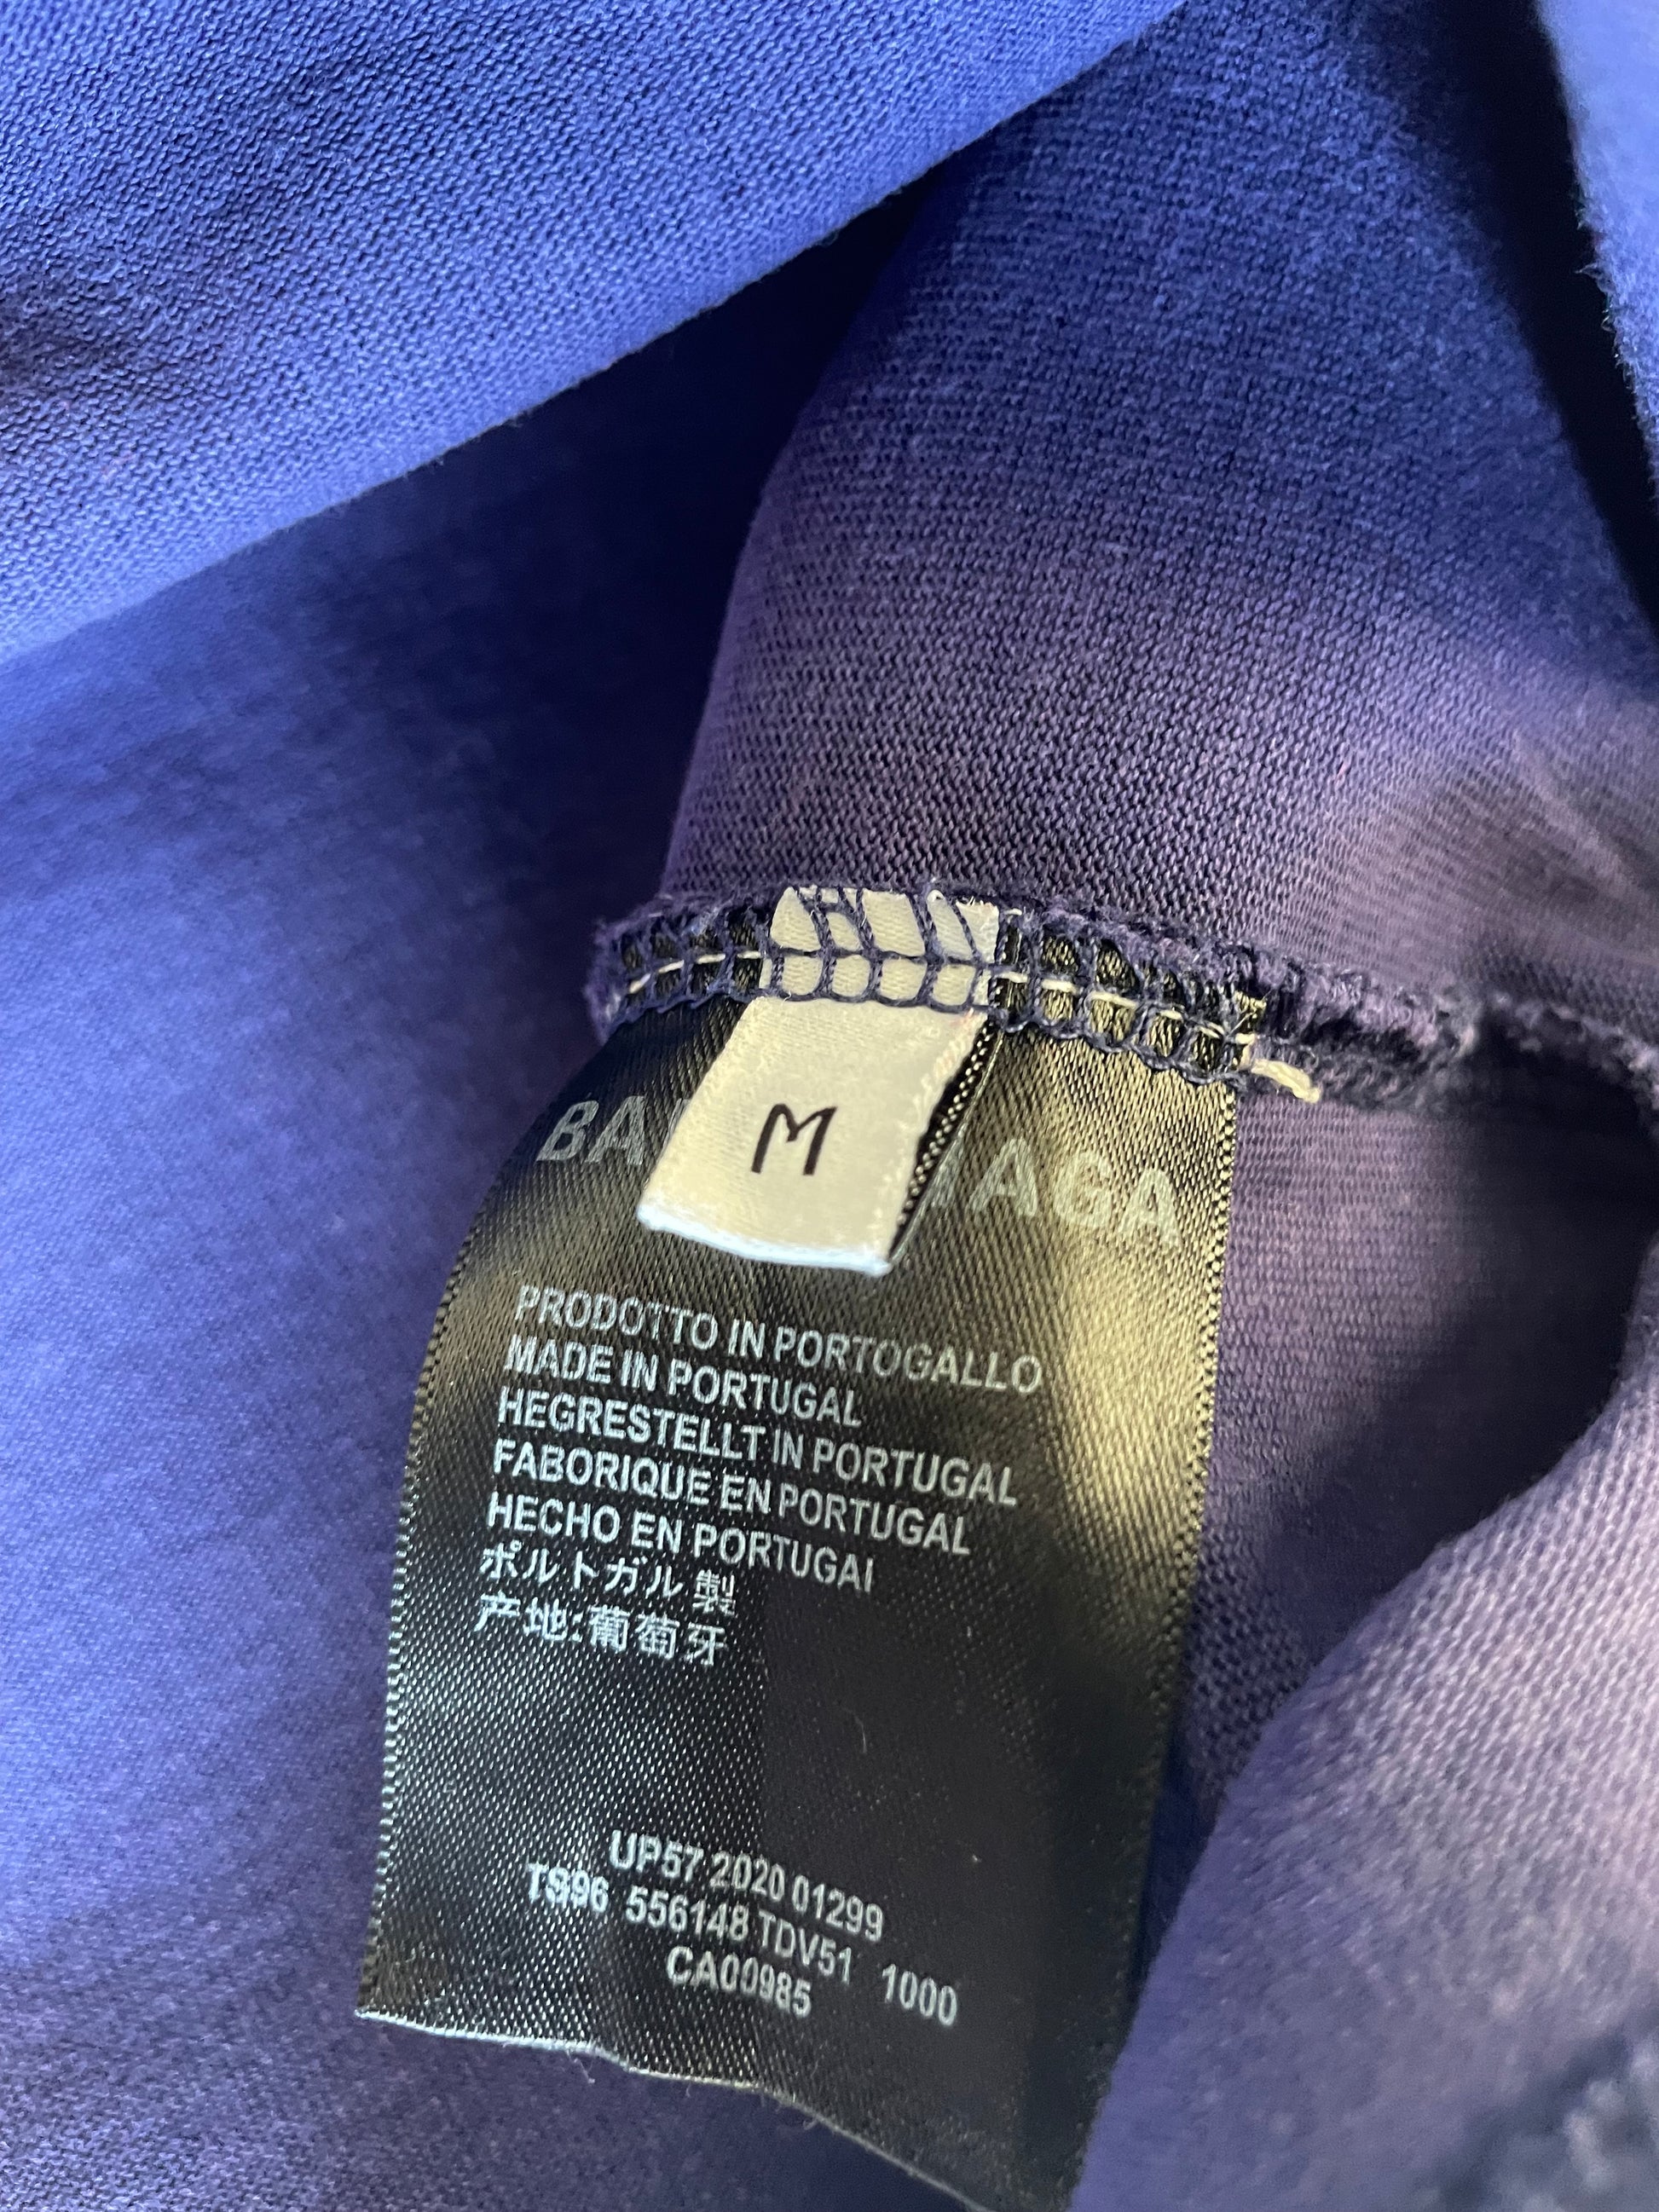 M
PRODOTTO IN PORTOGALLO
MADE IN PORTUGAL
HEGRESTELLT IN PORTUGAL
FABORIQUE EN PORTUGAL
HECHO EN PORTUGAI
ポルトガル 製
产地:葡萄牙
UP57 2020 01299
TS96 556148 TDV51 1000
CA00985